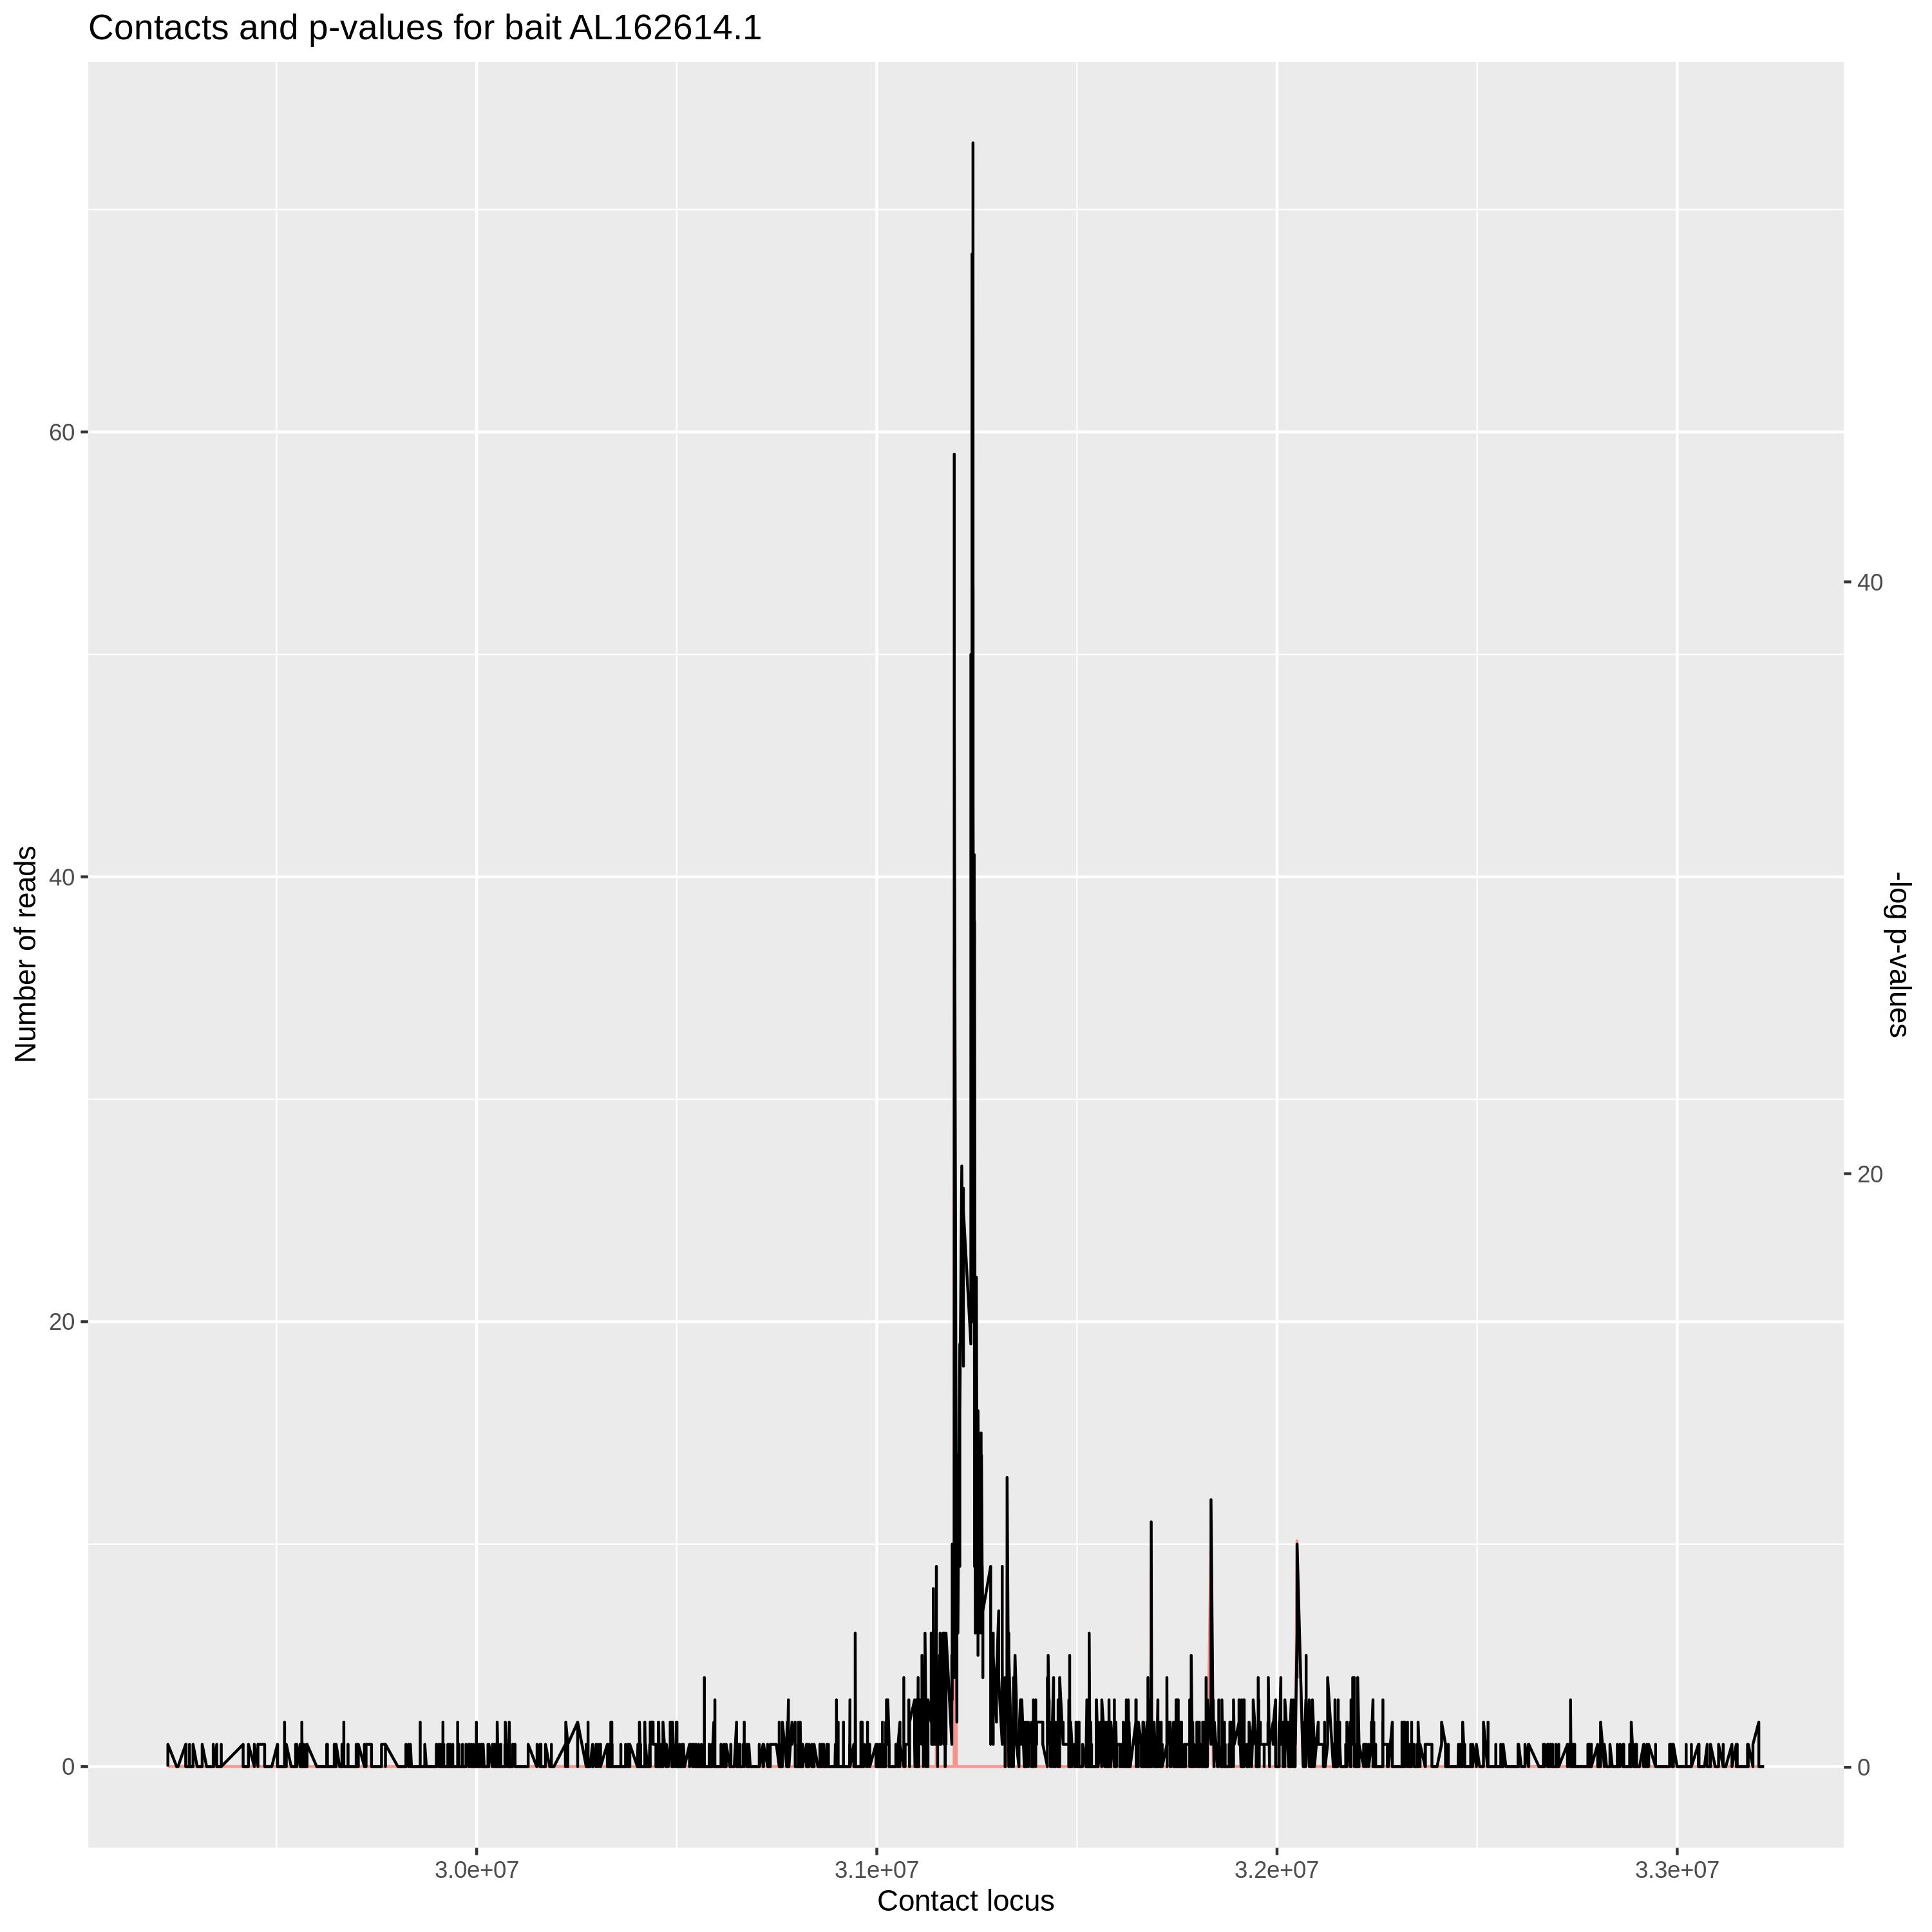 Contacts and p-values for bait AL162614.1
60
40
20
0
Number of reads
40
20
0
-log p-values
3.0e+07
3.1e+07
3.2e+07
3.3e+07
Contact locus